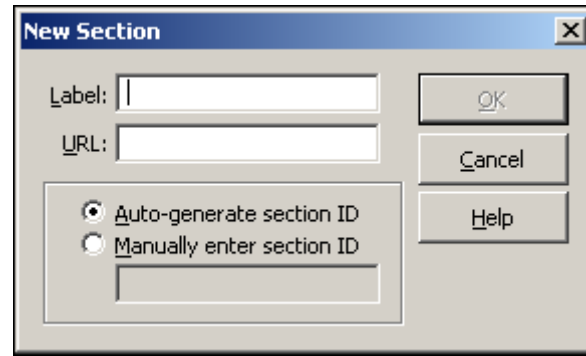 New Section
Label:
OK
URL:
Cancel
Auto-generate section ID
Help
Manually enter section ID